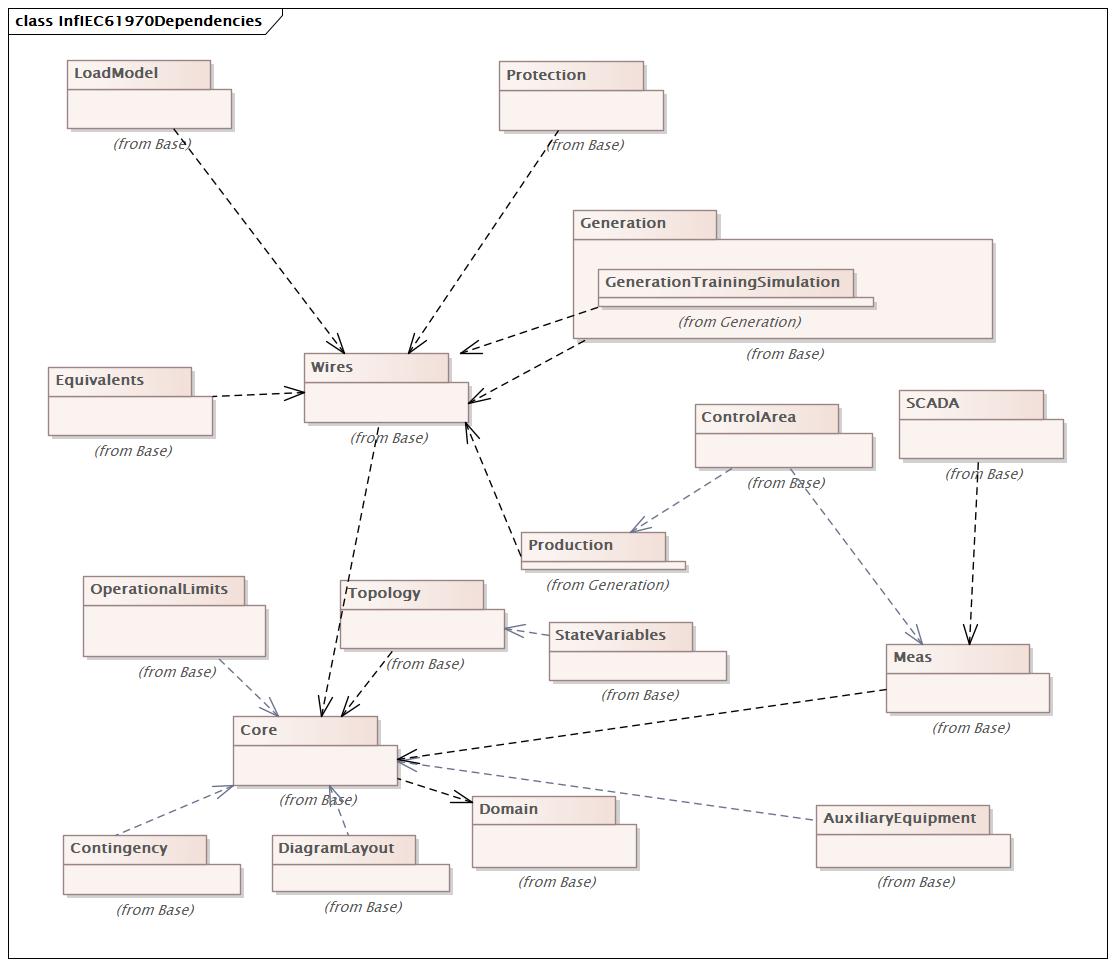 class InfIEC61970Dependencies
LoadModel
(from Base)
Protection
(from Base)
Generation
GenerationTrainingSimulation
(from Generation)
(from Base)
Wires
(from Base)
Equivalents
(from Base)
ControlArea
(from Base)
SCADA
(from Base)
Production
(from Generation)
OperationalLimits
(from Base)
Topology
(from Base)
StateVariables
(from Base)
Meas
(from Base)
Core
(from Base)
Domain
(from Base)
AuxiliaryEquipment
(from Base)
Contingency
(from Base)
DiagramLayout
(from Base)